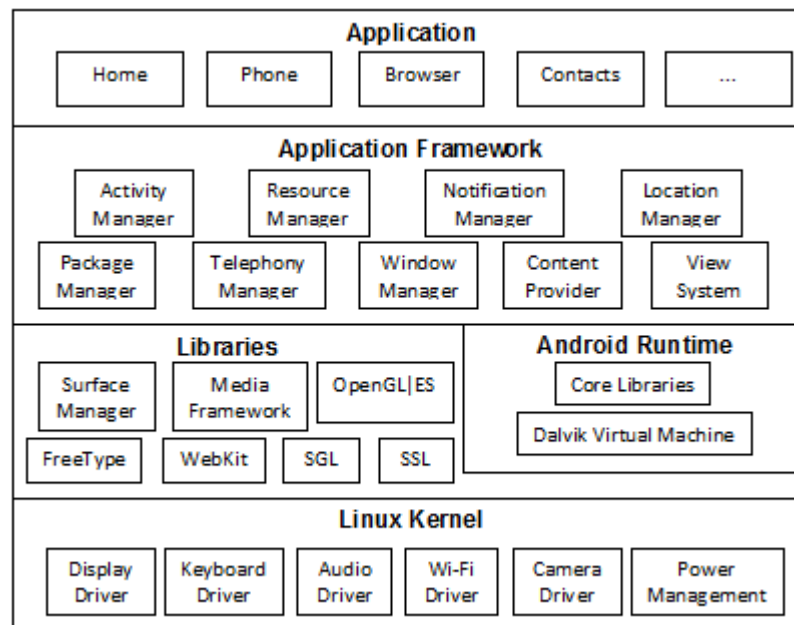 Application
Home
Phone
Browser
Contacts
...
Application Framework
Activity
Manager
Resource
Manager
Notification
Manager
Location
Manager
Package
Manager
Telephony
Manager
Window
Manager
Content
Provider
View
System
Libraries
Surface
Manager
Media
Framework
OpenGL|ES
FreeType
WebKit
SGL
SSL
Android Runtime
Core Libraries
Dalvik Virtual Machine
Linux Kernel
Display
Driver
Keyboard
Driver
Audio
Driver
Wi-Fi
Driver
Camera
Driver
Power
Management